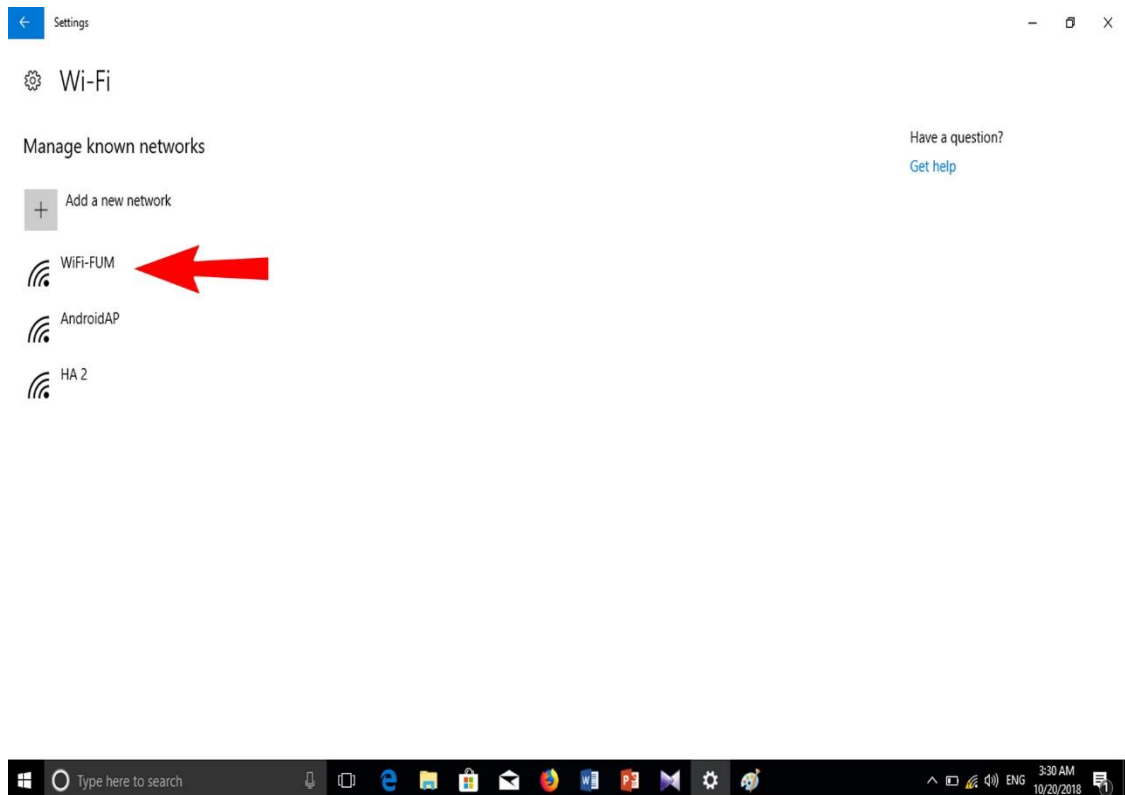 Settings
Wi-Fi
Manage known networks
Have a question?
Get help
Add a new network
WiFi-FUM
AndroidAP
HA 2
Type here to search
ENG
3:30 AM
10/20/2018
1